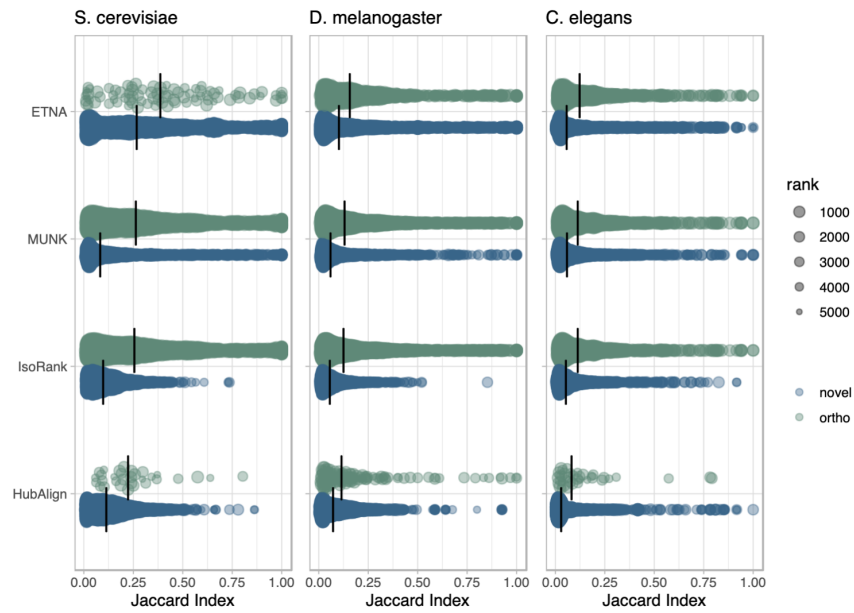 S. cerevisiae D. melanogaster C. elegans
ETNA
MUNK
IsoRank
HubAlign
0.00 0.25 0.50 0.75 1.00 0.00 0.25 0.50 0.75 1.00 0.00 0.25 0.50 0.75 1.00
Jaccard Index Jaccard Index Jaccard Index
rank
1000
2000
3000
4000
5000
novel
ortho